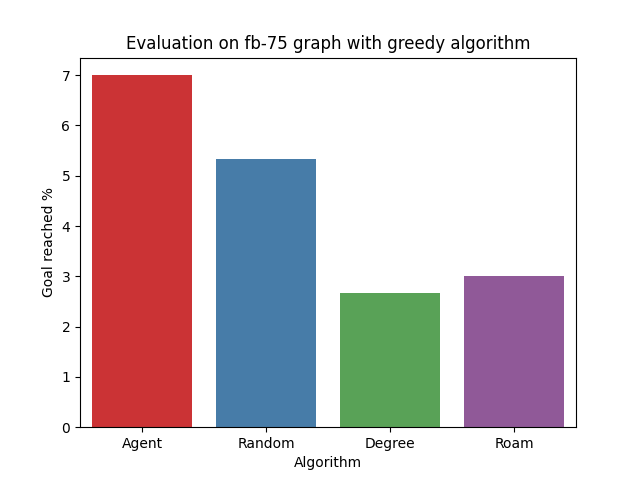 Evaluation on fb-75 graph with greedy algorithm
7
6
5
4
3
2
1
0
Goal reached %
Agent Random Degree Roam
Algorithm